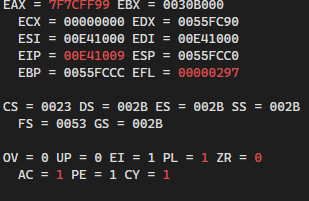 EAX = 7F7CFF99 EBX = 0030B000
ECX = 00000000 EDX = 0055FC90
ESI = 00E41000 EDI = 00E41000
EIP = 00E41009 ESP = 0055FCC0
EBP = 0055FCCC EFL = 00000297
CS = 0023 DS = 002B ES = 002B SS = 002B
FS = 0053 GS = 002B
OV = 0 UP = 0 EI = 1 PL = 1 ZR = 0
AC = 1 PE = 1 CY = 1